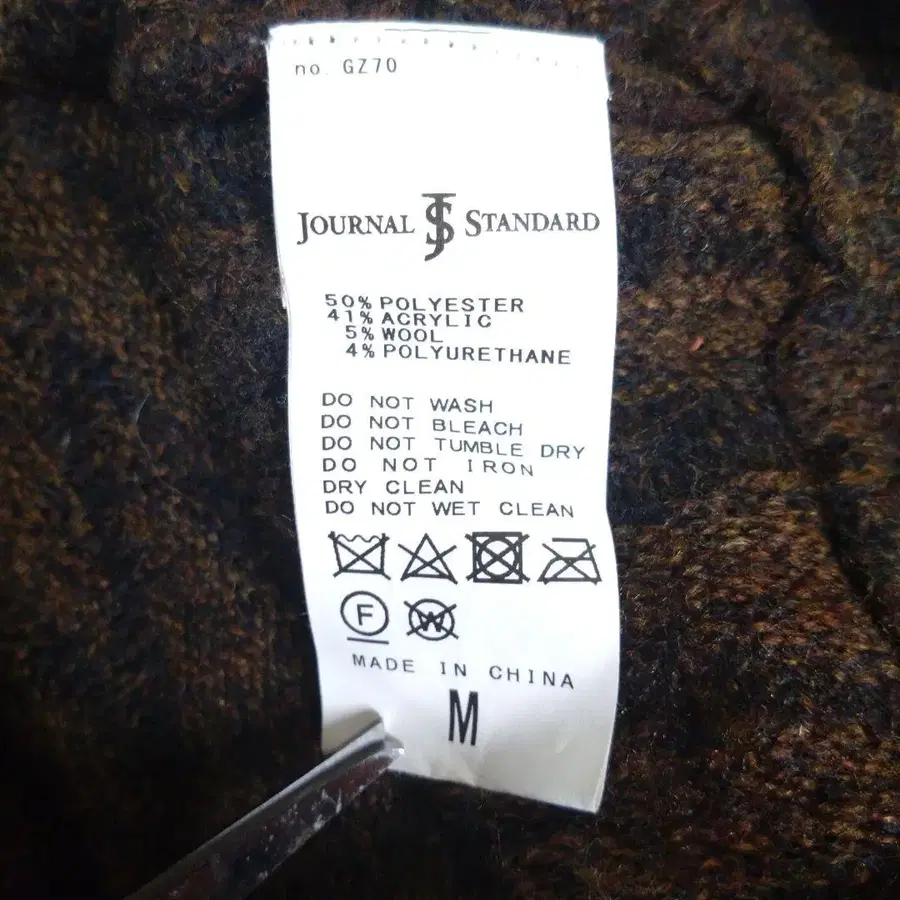 no. GZ70
JOURNAL JS STANDARD
50% POLYESTER
41% ACRYLIC
5% WOOL
4% POLYURETHANE
DO NOT WASH
DO NOT BLEACH
DO NOT TUMBLE DRY
DO NOT IRON
DRY CLEAN
DO NOT WET CLEAN
F W
MADE IN CHINA
M